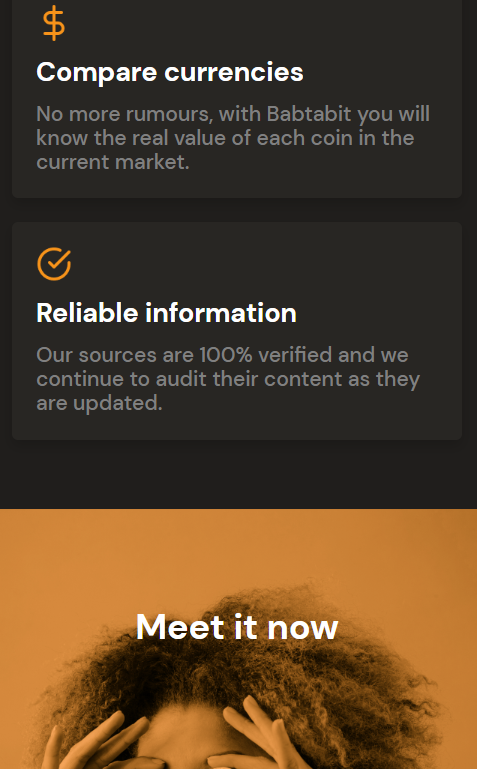 Compare currencies
No more rumours, with Babtabit you will
know the real value of each coin in the
current market.
Reliable information
Our sources are 100% verified and we
continue to audit their content as they
are updated.
Meet it now